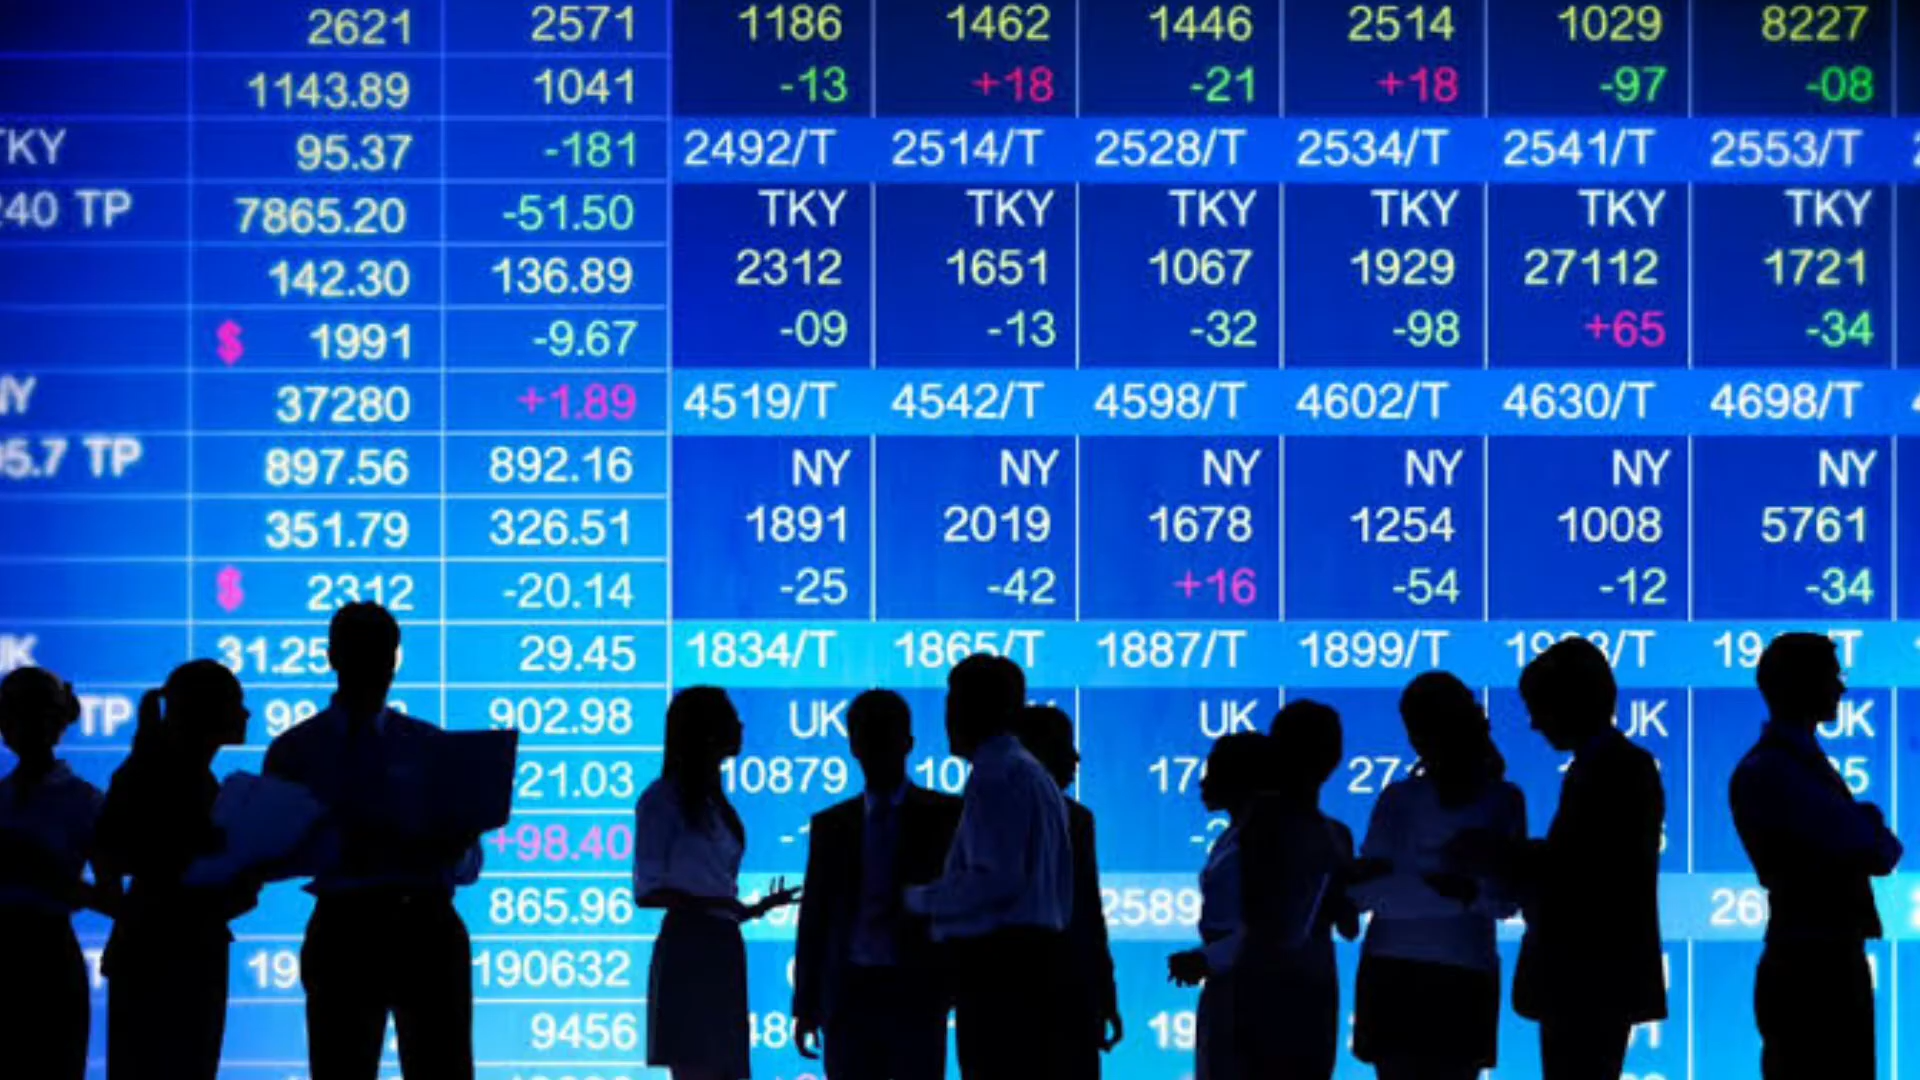 2621 2571 1186 1462 1446 2514 1029 8227
1143.89 1041 -13 +18 -21 +18 -97 -08
TKY 95.37 -181 2492/T 2514/T 2528/T 2534/T 2541/T 2553/T
240 TP 7865.20 -51.50 TKY TKY TKY TKY TKY TKY
142.30 136.89 2312 1651 1067 1929 27112 1721
$ 1991 -9.67 -09 -13 -32 -98 +65 -34
NY 37280 +1.89 4519/T 4542/T 4598/T 4602/T 4630/T 4698/T
95.7 TP 897.56 892.16 NY NY NY NY NY NY
351.79 326.51 1891 2019 1678 1254 1008 5761
$ 2312 -20.14 -25 -42 +16 -54 -12 -34
UK 29.45 1834/T 1865/T 1887/T 1899/T
TP 902.98 UK UK UK UK
-21.03 10879
+98.40
865.96
190632
9456